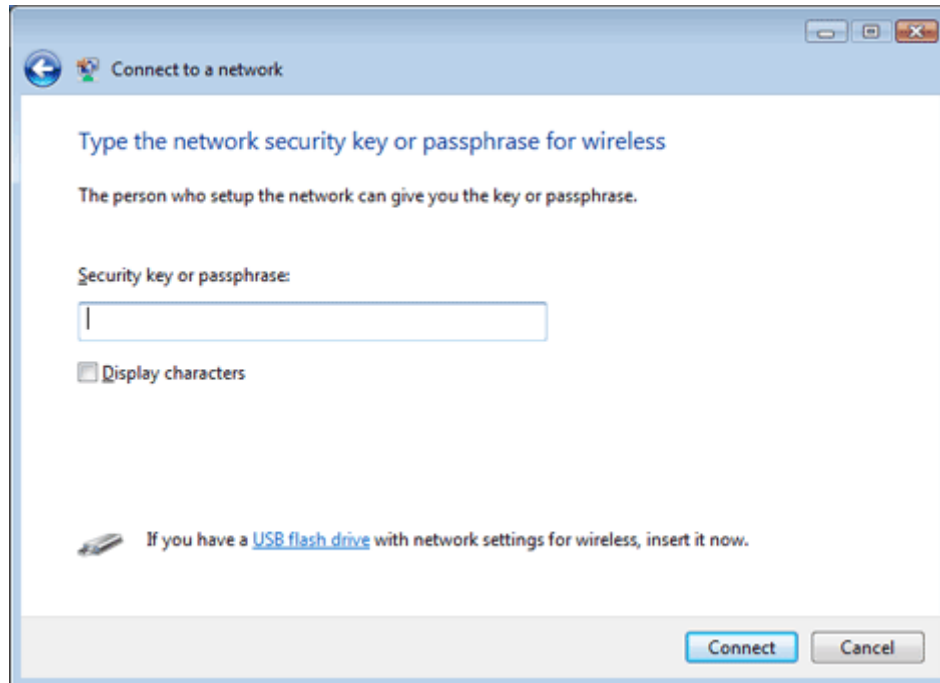 Connect to a network
Type the network security key or passphrase for wireless
The person who setup the network can give you the key or passphrase.
Security key or passphrase:
Display characters
If you have a USB flash drive with network settings for wireless, insert it now.
Connect Cancel